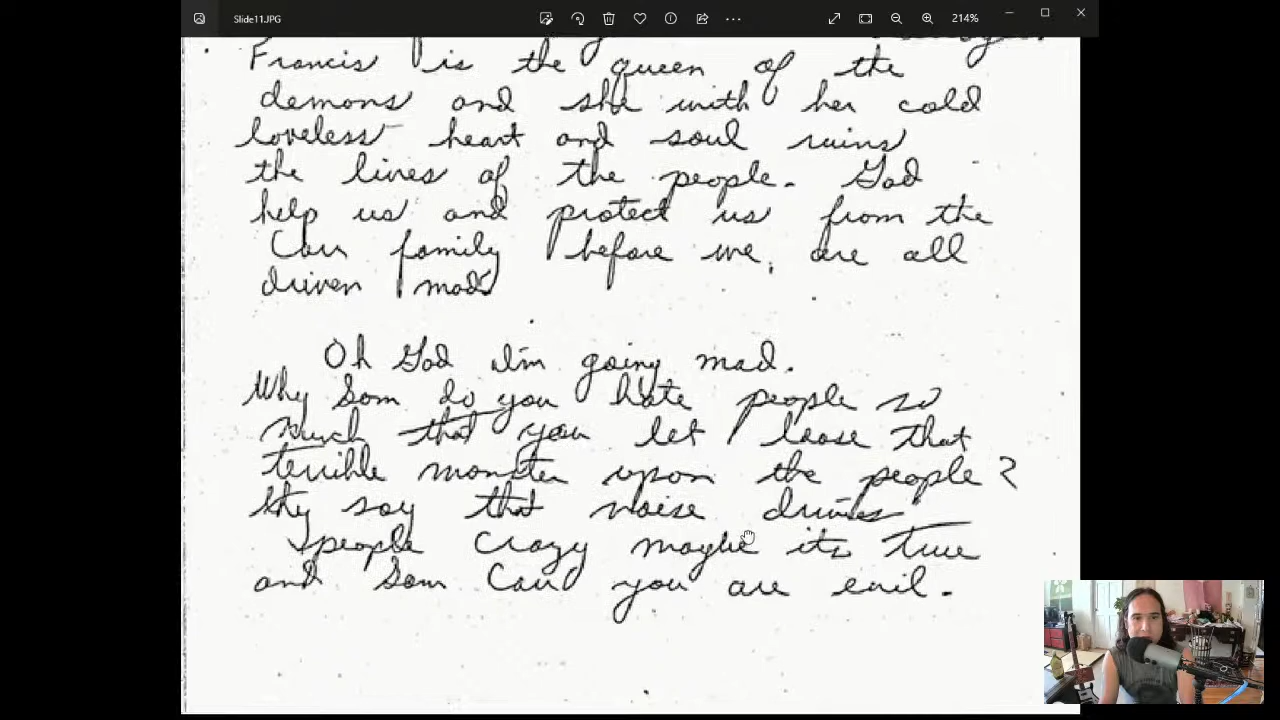 Slide11.JPG
214%
Francis is the queen of the
demons and she with her cold
loveless heart and soul ruins
the lives of the people. God
help us and protect us from the
Carr family before we are all
driven mad
Oh God I'm going mad.
Why Sam do you hate people so
much that you let loose that
terrible monster upon the people?
they say that noise drives
people crazy maybe its true
and Sam Carr you are evil.